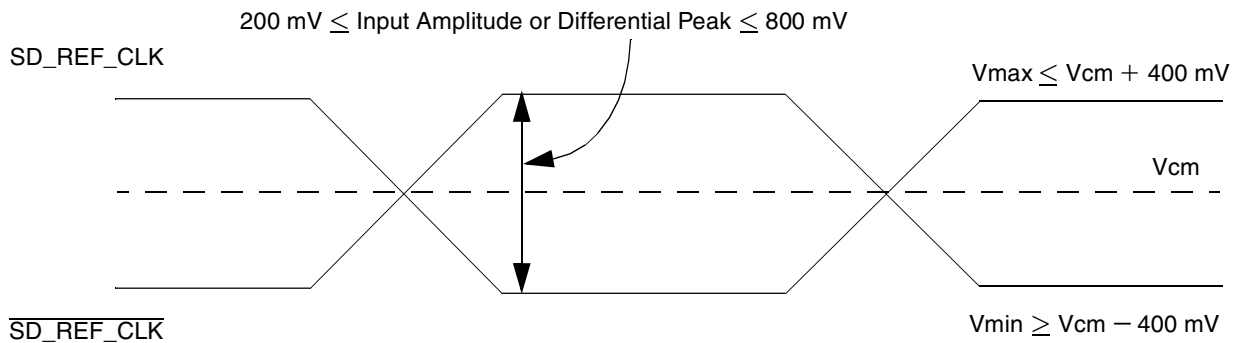 200 mV ≤ Input Amplitude or Differential Peak ≤ 800 mV
SD_REF_CLK
Vmax ≤ Vcm + 400 mV
Vcm
S̅D̅_̅R̅E̅F̅_̅C̅L̅K̅
Vmin ≥ Vcm − 400 mV